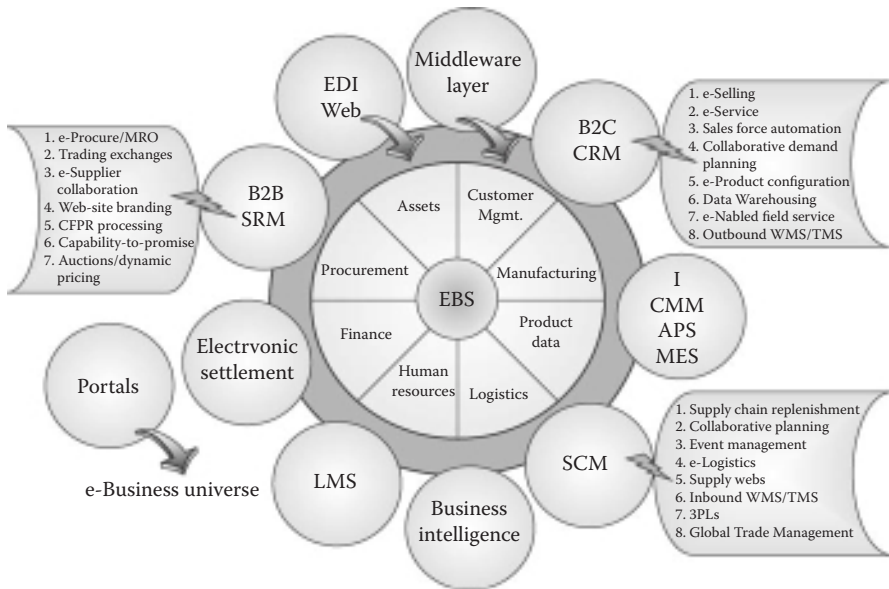 Middleware
layer
EDI
Web
B2C
CRM
1. e-Selling
2. e-Service
3. Sales force automation
4. Collaborative demand
planning
5. e-Product configuration
6. Data Warehousing
7. e-Nabled field service
8. Outbound WMS/TMS
1. e-Procure/MRO
2. Trading exchanges
3. e-Supplier
collaboration
4. Web-site branding
5. CFPR processing
6. Capability-to-promise
7. Auctions/dynamic
pricing
B2B
SRM
Assets
Customer
Mgmt.
Procurement
Manufacturing
EBS
Finance
Product
data
Human
resources
Logistics
I
CMM
APS
MES
Electrvonic
settlement
Portals
e-Business universe
LMS
Business
intelligence
SCM
1. Supply chain replenishment
2. Collaborative planning
3. Event management
4. e-Logistics
5. Supply webs
6. Inbound WMS/TMS
7. 3PLs
8. Global Trade Management